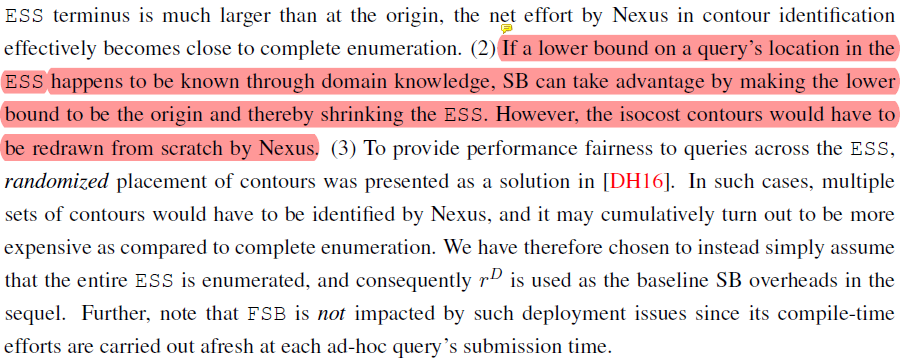 ESS terminus is much larger than at the origin, the net effort by Nexus in contour identification
effectively becomes close to complete enumeration. (2) If a lower bound on a query's location in the
ESS happens to be known through domain knowledge, SB can take advantage by making the lower
bound to be the origin and thereby shrinking the ESS. However, the isocost contours would have to
be redrawn from scratch by Nexus. (3) To provide performance fairness to queries across the ESS,
randomized placement of contours was presented as a solution in [DH16]. In such cases, multiple
sets of contours would have to be identified by Nexus, and it may cumulatively turn out to be more
expensive as compared to complete enumeration. We have therefore chosen to instead simply assume
that the entire ESS is enumerated, and consequently r^D is used as the baseline SB overheads in the
sequel. Further, note that FSB is not impacted by such deployment issues since its compile-time
efforts are carried out afresh at each ad-hoc query's submission time.